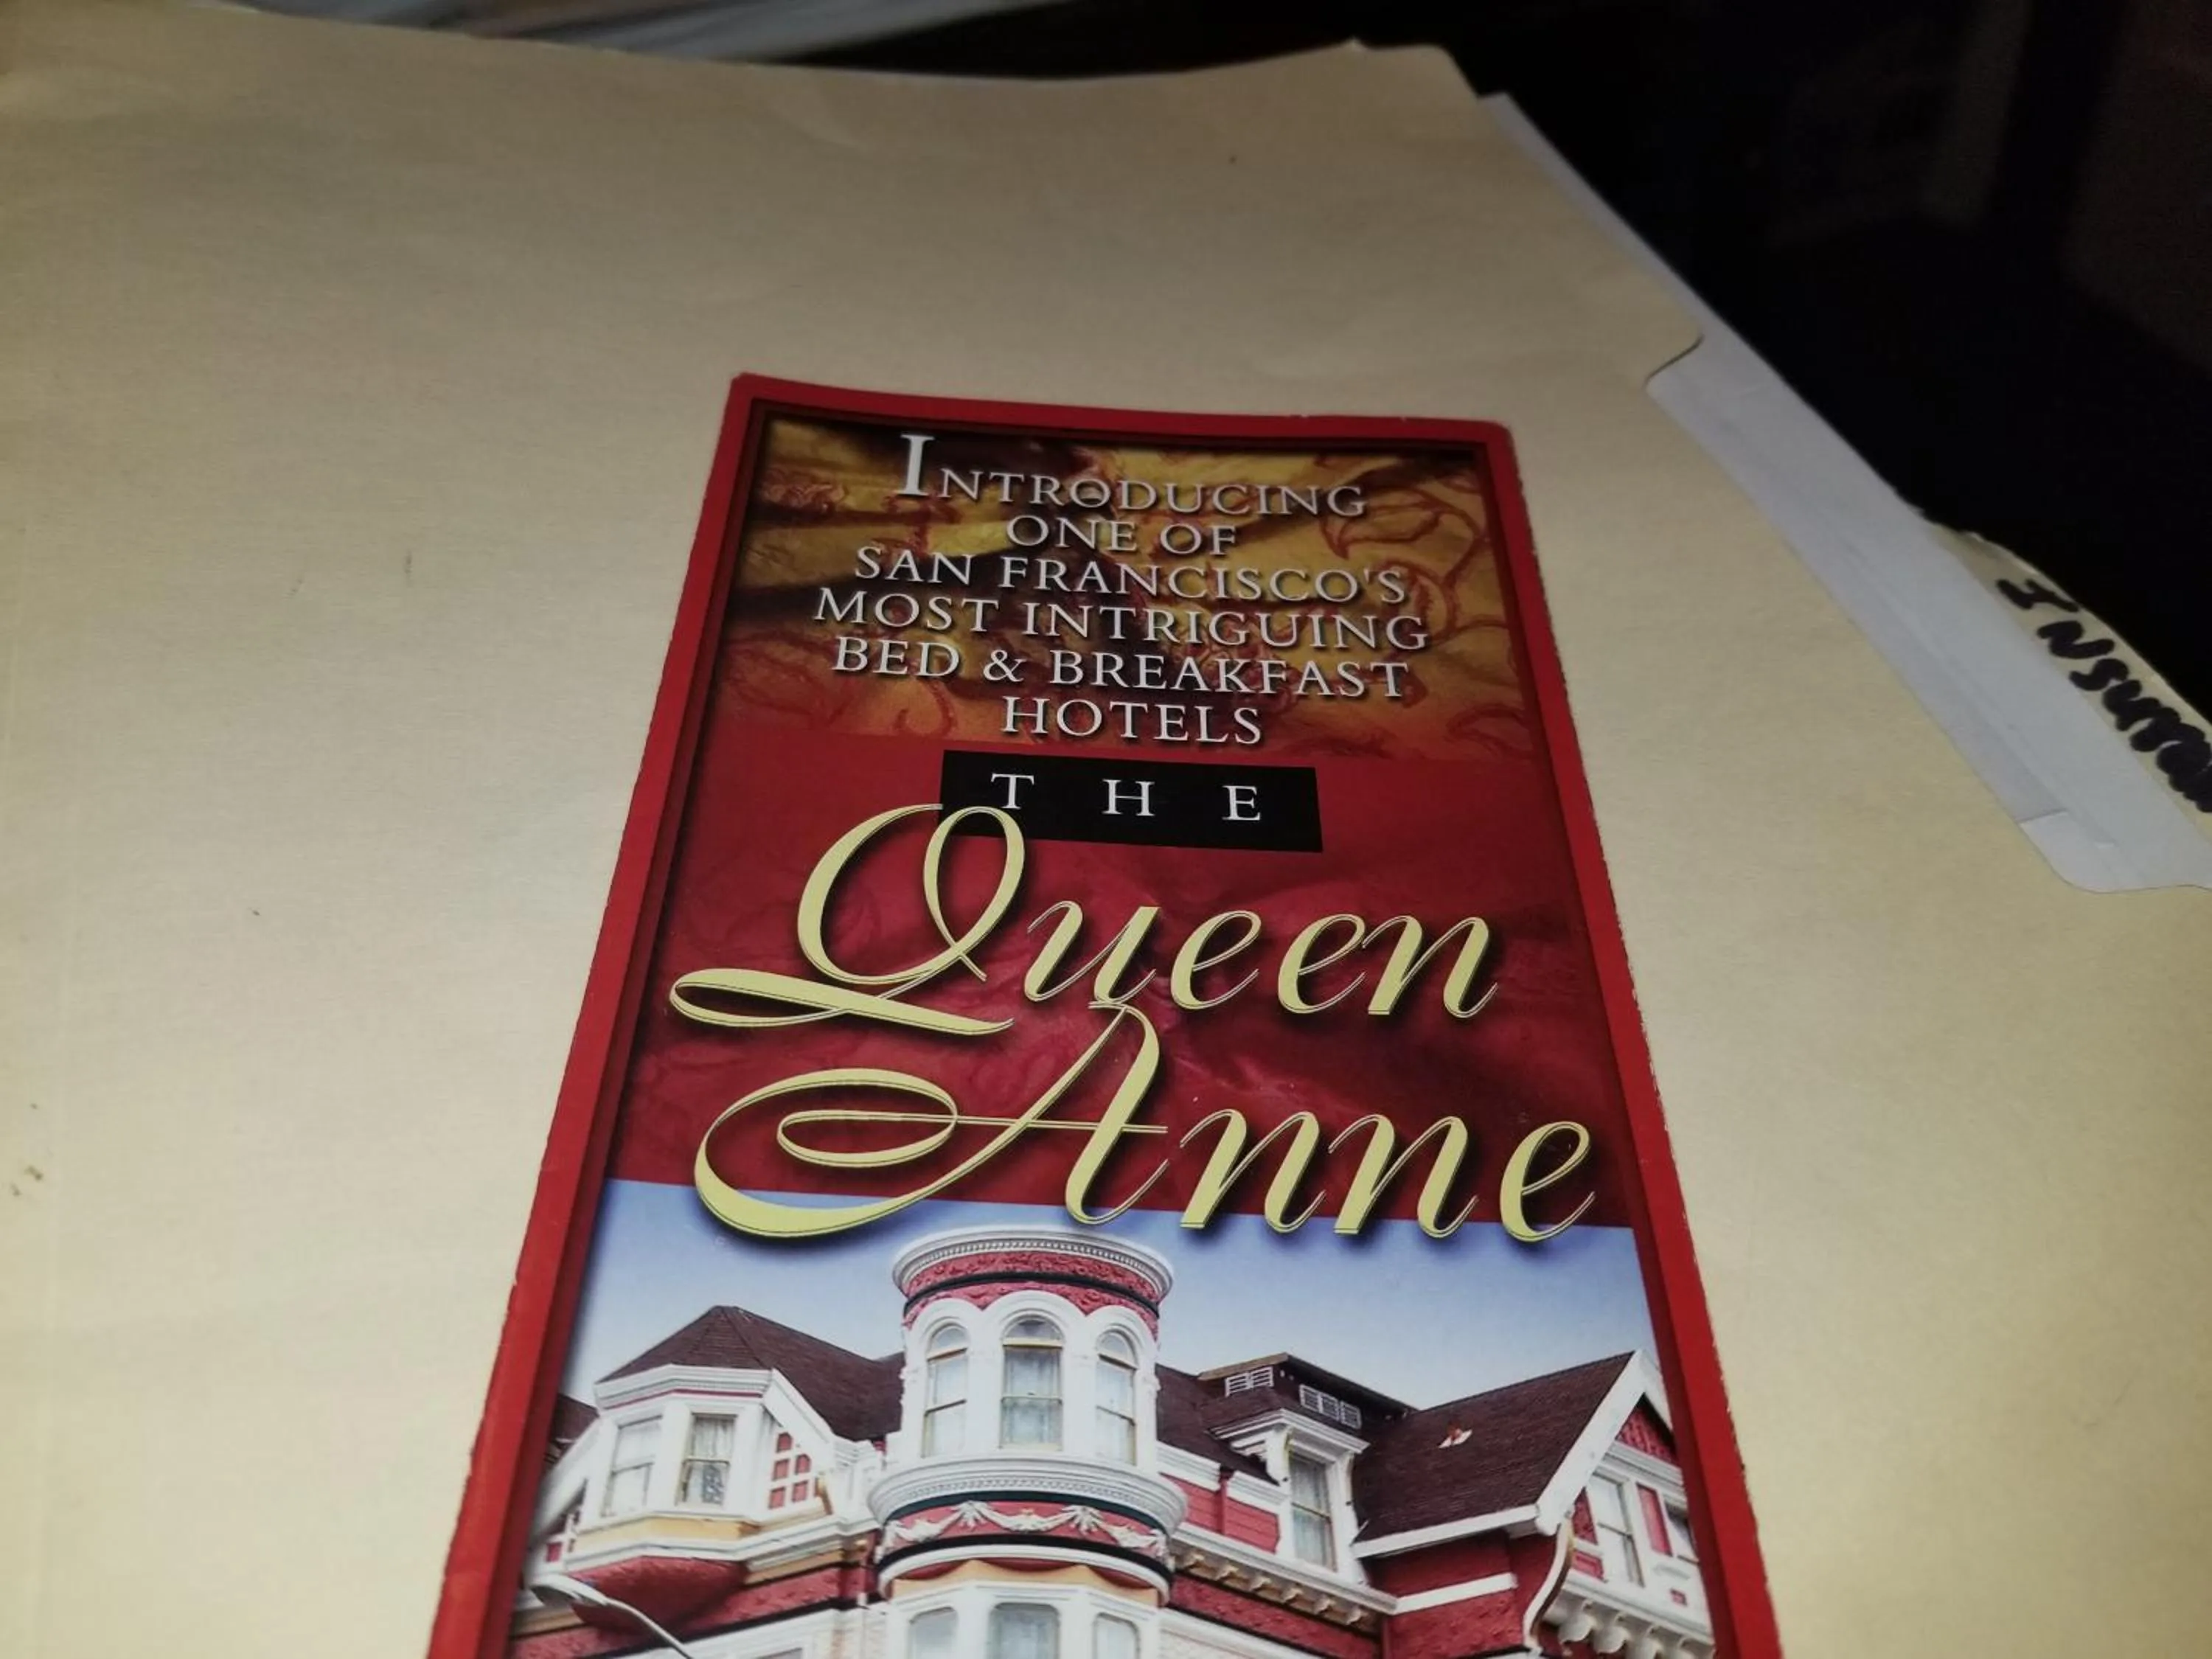 INTRODUCING
ONE OF
SAN FRANCISCO'S
MOST INTRIGUING
BED & BREAKFAST
HOTELS
THE
Queen
Anne